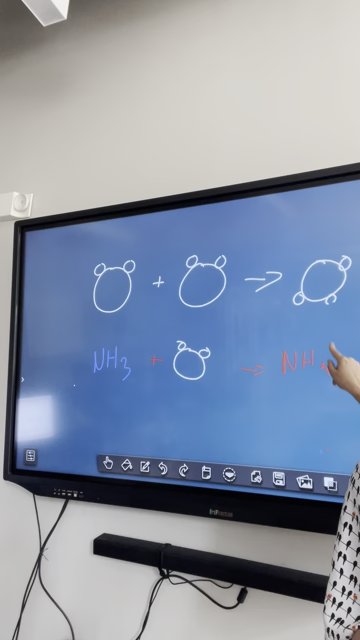 + →
NH3 + → NH
InFocus